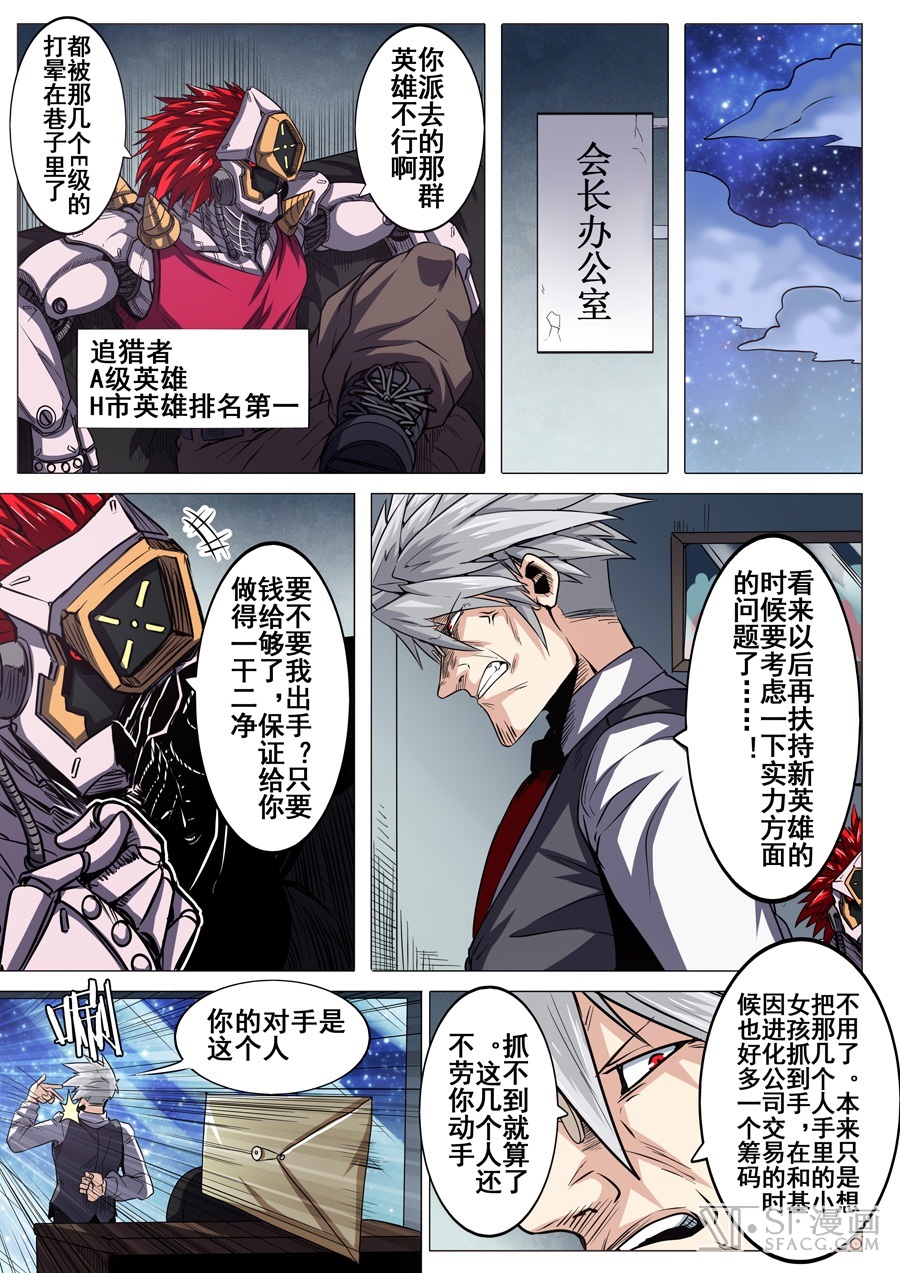 会长办公室
你派去的那群
英雄不行啊
都被那几个E级的
打晕在巷子里了
追猎者
A级英雄
H市英雄排名第一
看来以后再扶持新英雄的
时候要考虑一下实力方面
的问题了……！
要不要我出手？只要
钱给够了，保证给你
做得一干二净
不用了。本来只是想
把那几个人手里的小
女孩抓到手，在和基
因进化公司交易的时
候也好多一个筹码
抓不到就算了
。这几个人还
不劳你动手
你的对手是
这个人
SF漫画
SFACG.COM